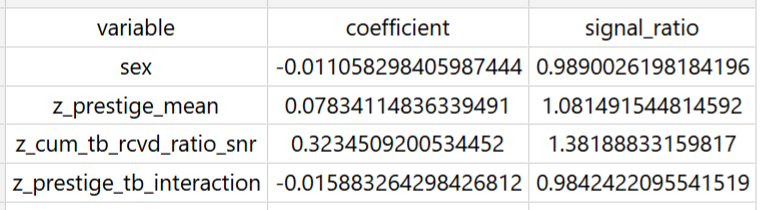 variable coefficient signal_ratio
sex -0.011058298405987444 0.9890026198184196
z_prestige_mean 0.07834114836339491 1.081491544814592
z_cum_tb_rcvd_ratio_snr 0.3234509200534452 1.38188833159817
z_prestige_tb_interaction -0.015883264298426812 0.9842422095541519